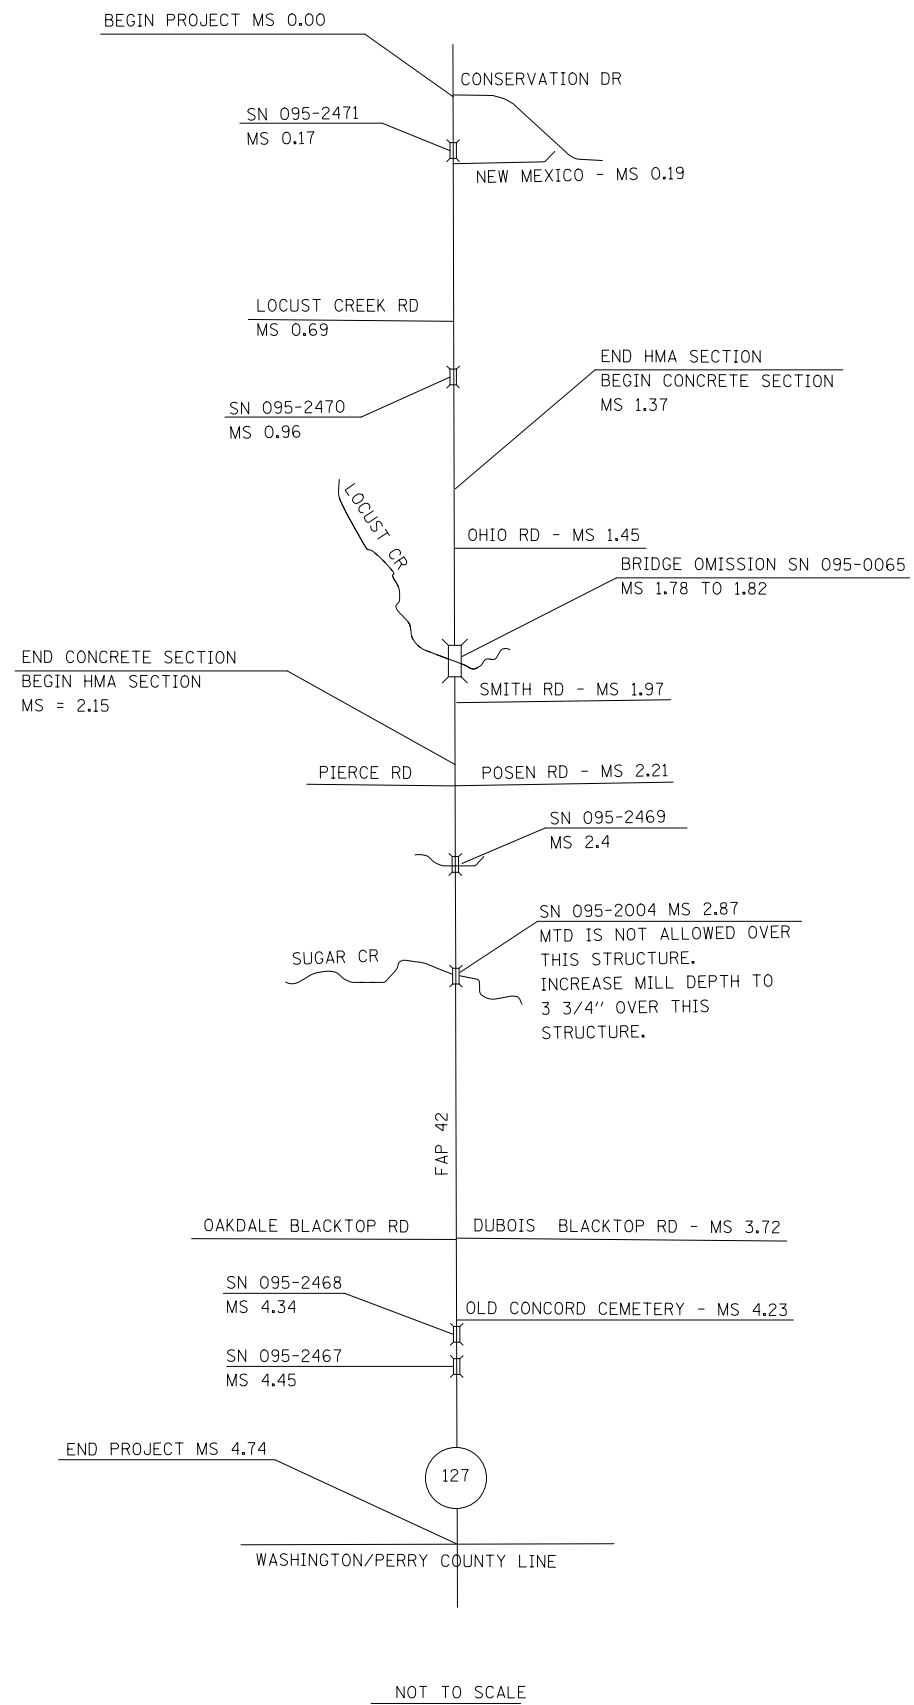 BEGIN PROJECT MS 0.00
CONSERVATION DR
SN 095-2471
MS 0.17
NEW MEXICO - MS 0.19
LOCUST CREEK RD
MS 0.69
END HMA SECTION
BEGIN CONCRETE SECTION
MS 1.37
SN 095-2470
MS 0.96
LOCUST CR
OHIO RD - MS 1.45
BRIDGE OMISSION SN 095-0065
MS 1.78 TO 1.82
END CONCRETE SECTION
BEGIN HMA SECTION
MS = 2.15
SMITH RD - MS 1.97
PIERCE RD
POSEN RD - MS 2.21
SN 095-2469
MS 2.4
SN 095-2004 MS 2.87
MTD IS NOT ALLOWED OVER
THIS STRUCTURE.
INCREASE MILL DEPTH TO
3 3/4'' OVER THIS
STRUCTURE.
SUGAR CR
FAP 42
OAKDALE BLACKTOP RD
DUBOIS BLACKTOP RD - MS 3.72
SN 095-2468
MS 4.34
OLD CONCORD CEMETERY - MS 4.23
SN 095-2467
MS 4.45
END PROJECT MS 4.74
127
WASHINGTON/PERRY COUNTY LINE
NOT TO SCALE